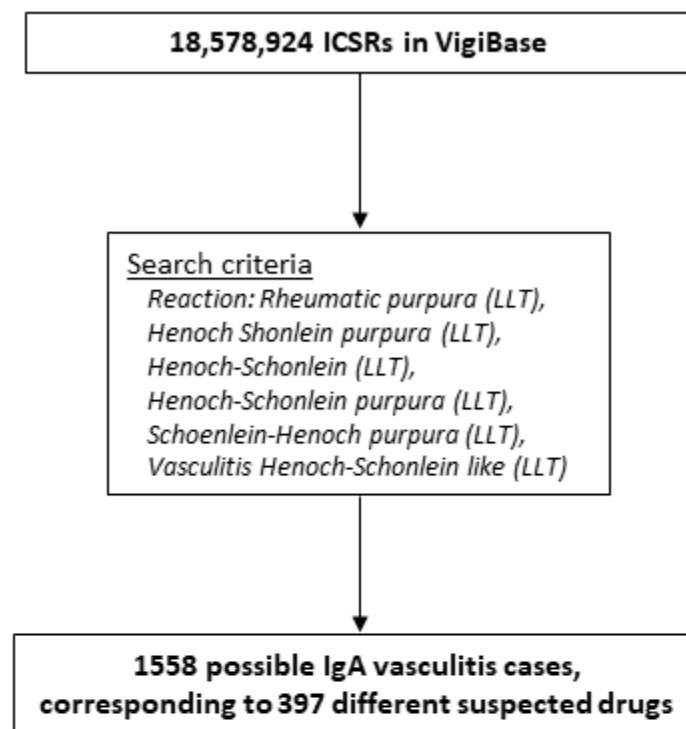 18,578,924 ICSRs in VigiBase
Search criteria
Reaction: Rheumatic purpura (LLT),
Henoch Shonlein purpura (LLT),
Henoch-Schonlein (LLT),
Henoch-Schonlein purpura (LLT),
Schoenlein-Henoch purpura (LLT),
Vasculitis Henoch-Schonlein like (LLT)
1558 possible IgA vasculitis cases,
corresponding to 397 different suspected drugs